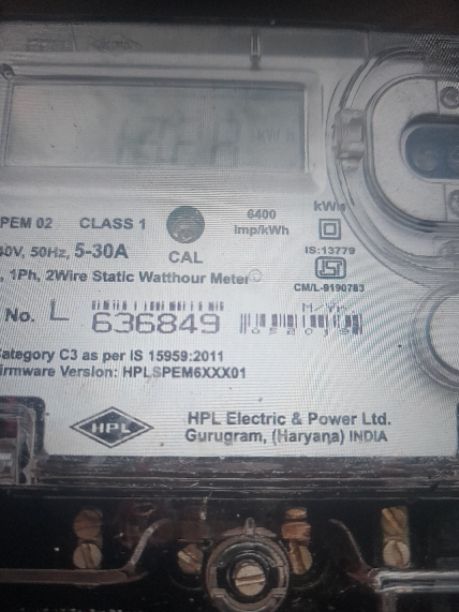 kWh
PEM 02 CLASS 1
6400
imp/kWh
40V, 50Hz, 5-30A
CAL
IS:13779
, 1Ph, 2Wire Static Watthour Meter
CM/L-9190783
No. L 636849
ategory C3 as per IS 15959:2011
irmware Version: HPLSPEM6XXX01
HPL
HPL Electric & Power Ltd.
Gurugram, (Haryana) INDIA